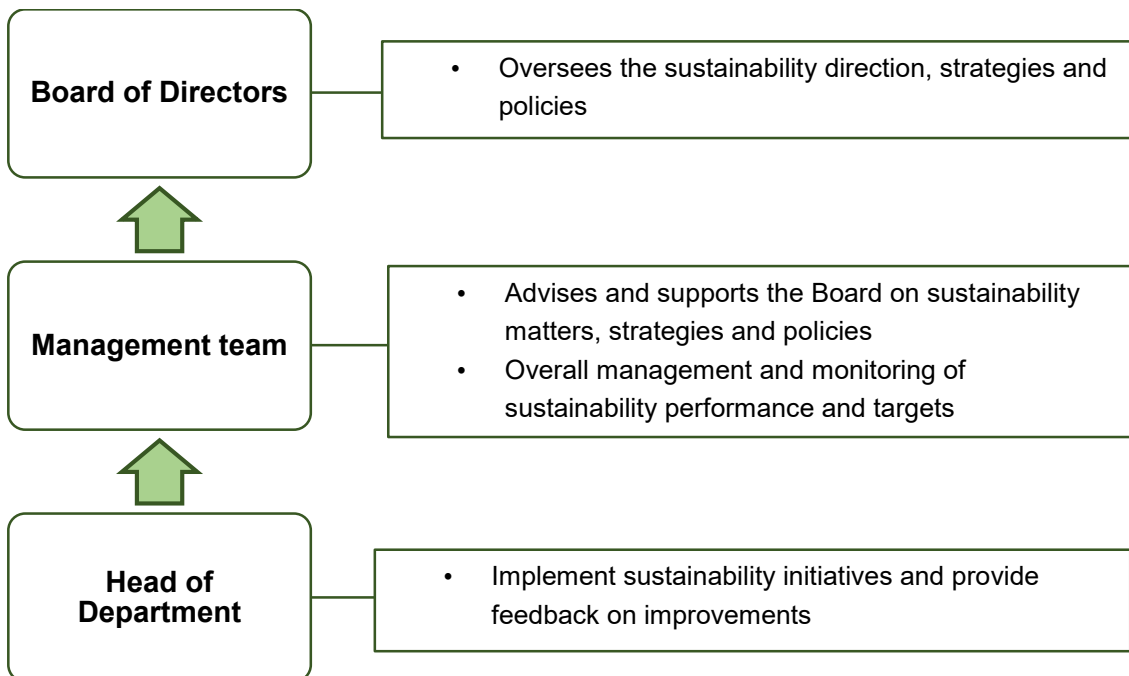 Board of Directors
• Oversees the sustainability direction, strategies and
policies
Management team
• Advises and supports the Board on sustainability
matters, strategies and policies
• Overall management and monitoring of
sustainability performance and targets
Head of
Department
• Implement sustainability initiatives and provide
feedback on improvements